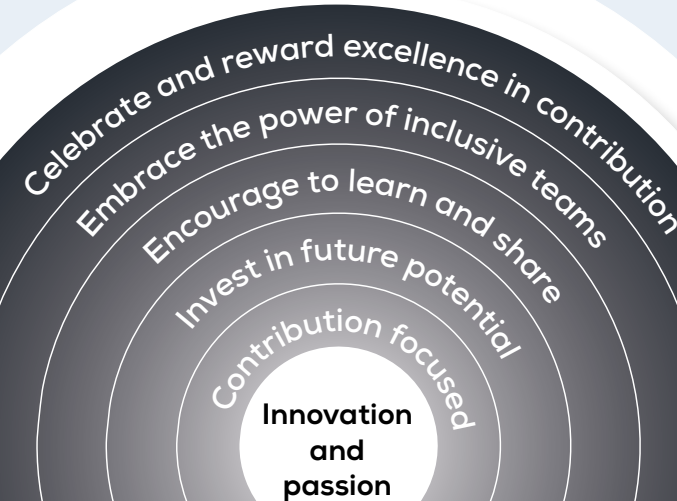 Celebrate and reward excellence in contribution
Embrace the power of inclusive teams
Encourage to learn and share
Invest in future potential
Contribution focused
Innovation
and
passion